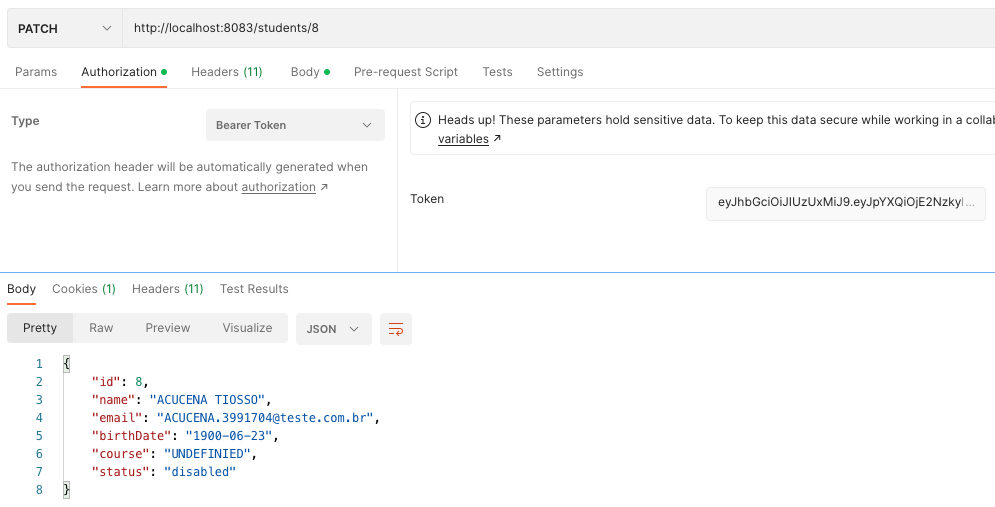 PATCH http://localhost:8083/students/8
Params Authorization Headers (11) Body Pre-request Script Tests Settings
Type Bearer Token
The authorization header will be automatically generated when
you send the request. Learn more about authorization ↗
Heads up! These parameters hold sensitive data. To keep this data secure while working in a collab
variables ↗
Token eyJhbGciOiJIUzUxMiJ9.eyJpYXQiOjE2Nzkyl...
Body Cookies (1) Headers (11) Test Results
Pretty Raw Preview Visualize JSON
1 {
2 "id": 8,
3 "name": "ACUCENA TIOSSO",
4 "email": "ACUCENA.3991704@teste.com.br",
5 "birthDate": "1900-06-23",
6 "course": "UNDEFINIED",
7 "status": "disabled"
8 }